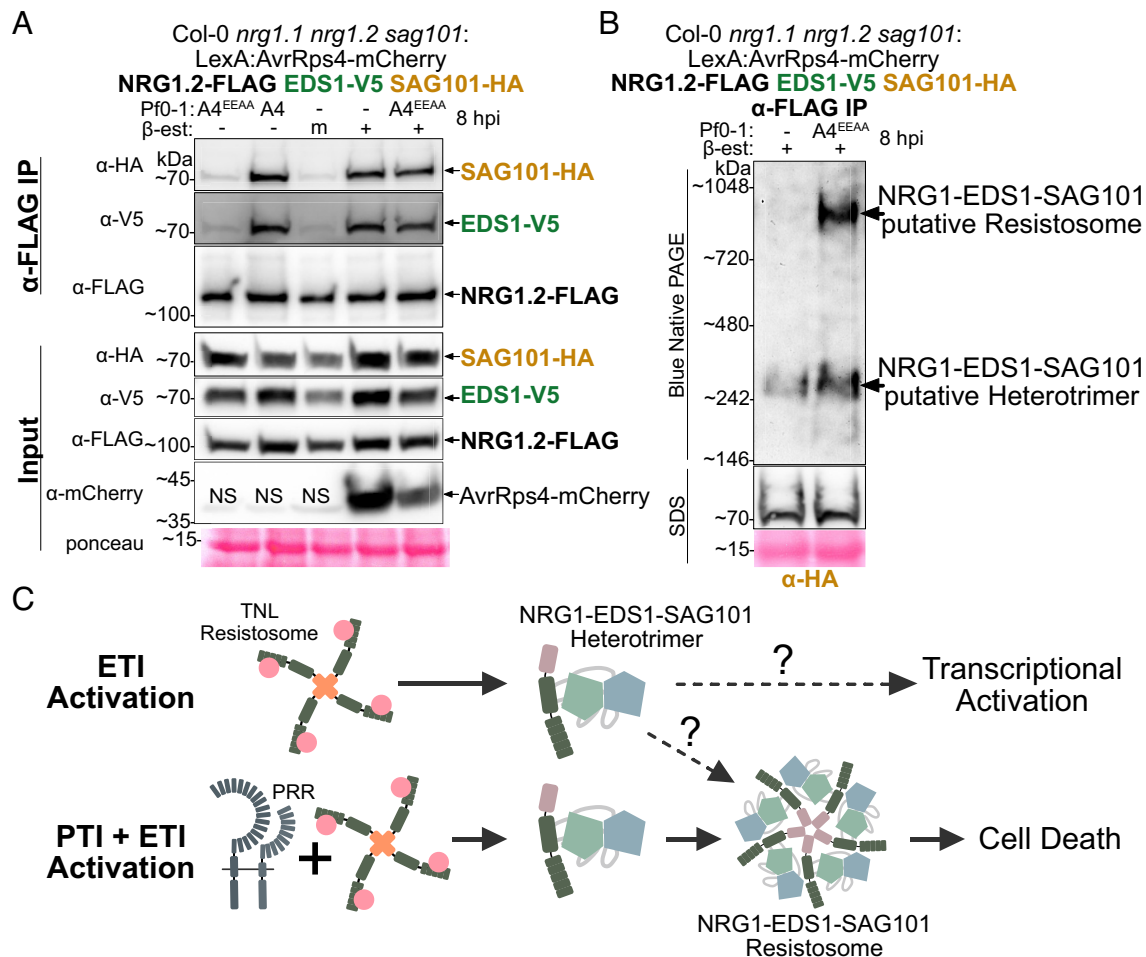 A
Col-0 nrg1.1 nrg1.2 sag101:
LexA:AvrRps4-mCherry
NRG1.2-FLAG EDS1-V5 SAG101-HA
Pf0-1: A4EEAA A4 - - A4EEAA
β-est: - - m + +
8 hpi
α-FLAG IP
kDa
α-HA ~70 SAG101-HA
α-V5 ~70 EDS1-V5
α-FLAG ~100 NRG1.2-FLAG
Input
α-HA ~70 SAG101-HA
α-V5 ~70 EDS1-V5
α-FLAG ~100 NRG1.2-FLAG
~45
α-mCherry NS NS NS AvrRps4-mCherry
~35
ponceau ~15
B
Col-0 nrg1.1 nrg1.2 sag101:
LexA:AvrRps4-mCherry
NRG1.2-FLAG EDS1-V5 SAG101-HA
α-FLAG IP
Pf0-1: - A4EEAA
β-est: + +
8 hpi
kDa
~1048
NRG1-EDS1-SAG101
putative Resistosome
~720
Blue Native PAGE
~480
NRG1-EDS1-SAG101
putative Heterotrimer
~242
~146
SDS
~70
~15
α-HA
C
TNL
Resistosome
NRG1-EDS1-SAG101
Heterotrimer
ETI
Activation
?
Transcriptional
Activation
?
PRR
PTI + ETI
Activation
+
Cell Death
NRG1-EDS1-SAG101
Resistosome